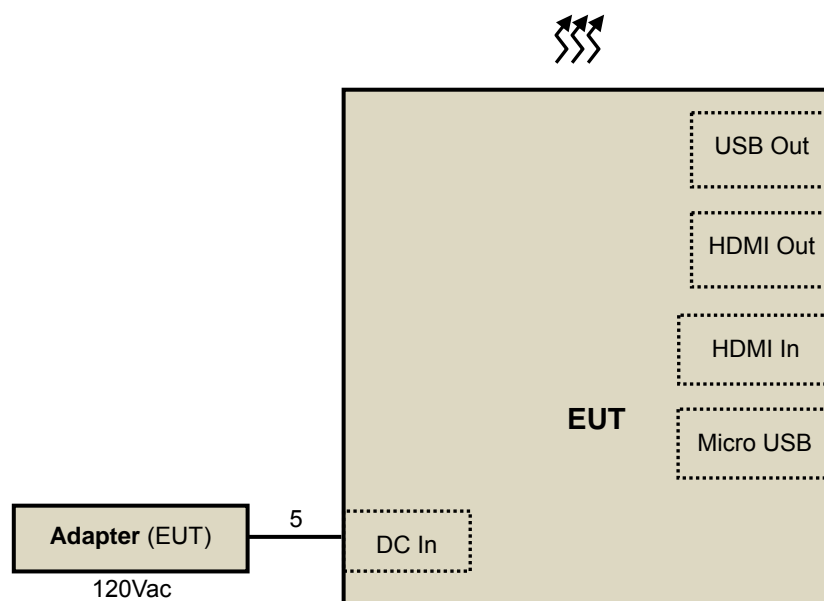 USB Out
HDMI Out
HDMI In
EUT
Micro USB
5
Adapter (EUT)
DC In
120Vac